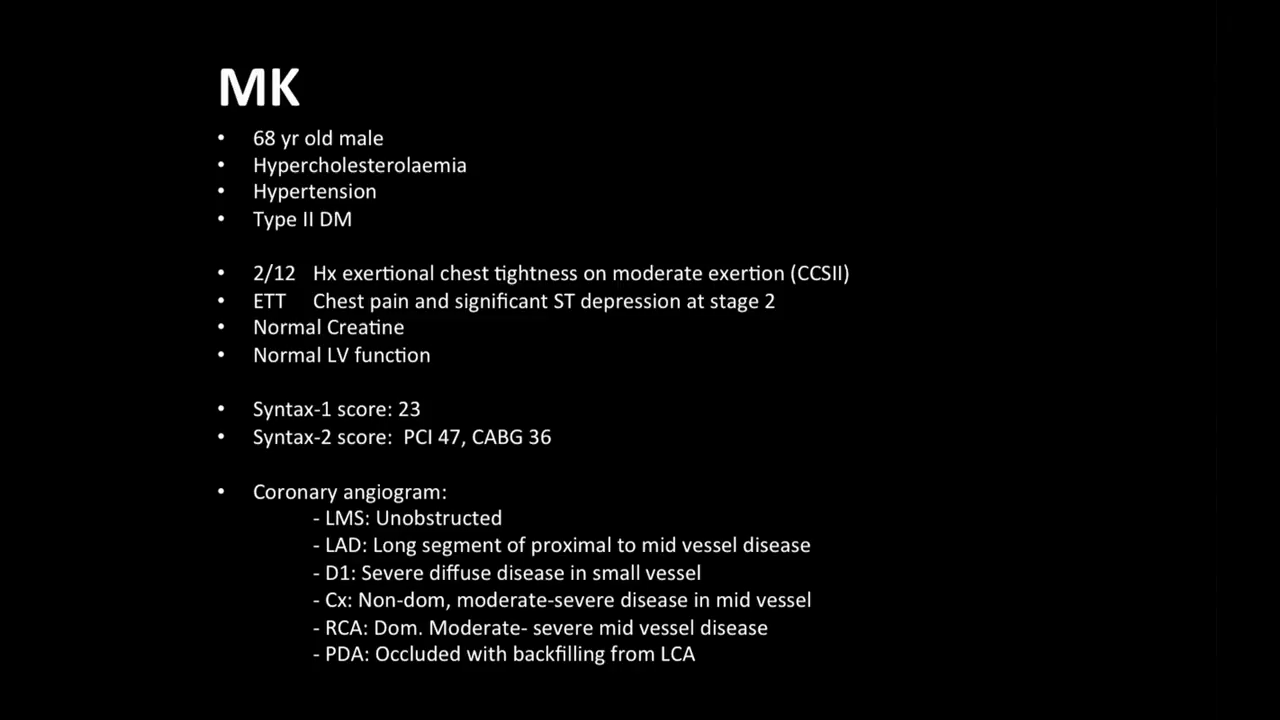 MK
• 68 yr old male
• Hypercholesterolaemia
• Hypertension
• Type II DM
• 2/12 Hx exertional chest tightness on moderate exertion (CCSII)
• ETT Chest pain and significant ST depression at stage 2
• Normal Creatine
• Normal LV function
• Syntax-1 score: 23
• Syntax-2 score: PCI 47, CABG 36
• Coronary angiogram:
- LMS: Unobstructed
- LAD: Long segment of proximal to mid vessel disease
- D1: Severe diffuse disease in small vessel
- Cx: Non-dom, moderate-severe disease in mid vessel
- RCA: Dom. Moderate- severe mid vessel disease
- PDA: Occluded with backfilling from LCA